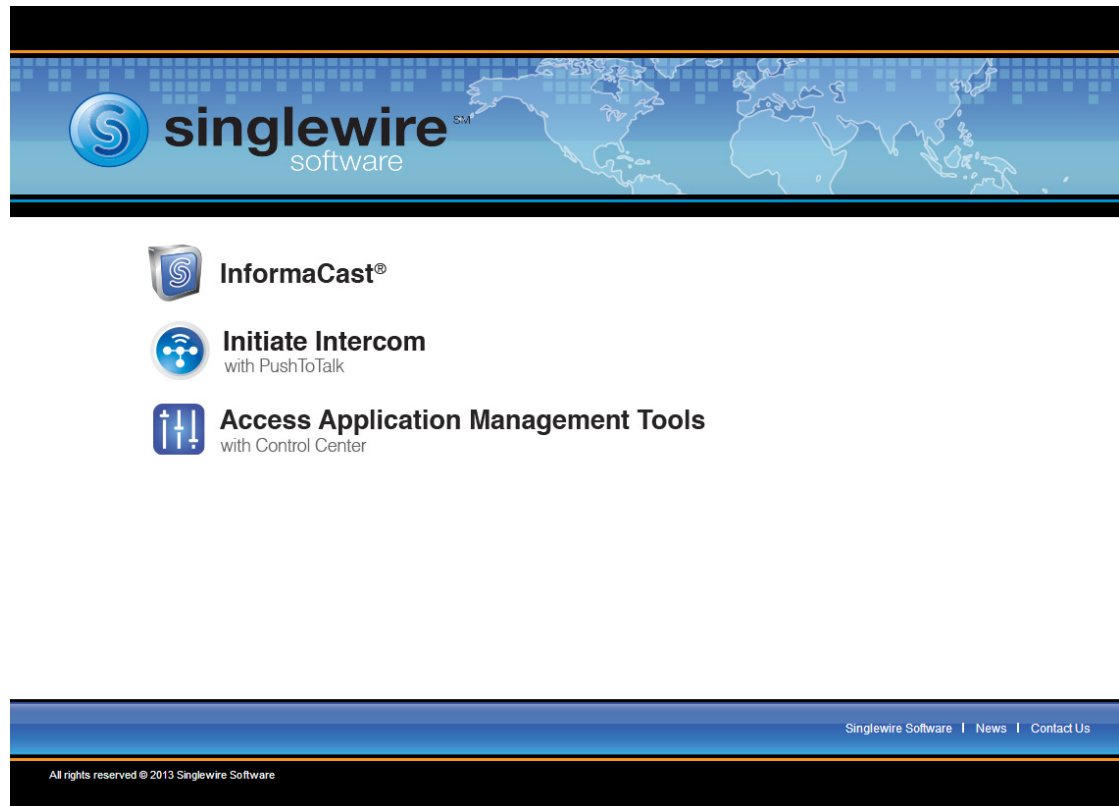 singlewire℠
software
InformaCast®
Initiate Intercom
with PushToTalk
Access Application Management Tools
with Control Center
Singlewire Software | News | Contact Us
All rights reserved © 2013 Singlewire Software